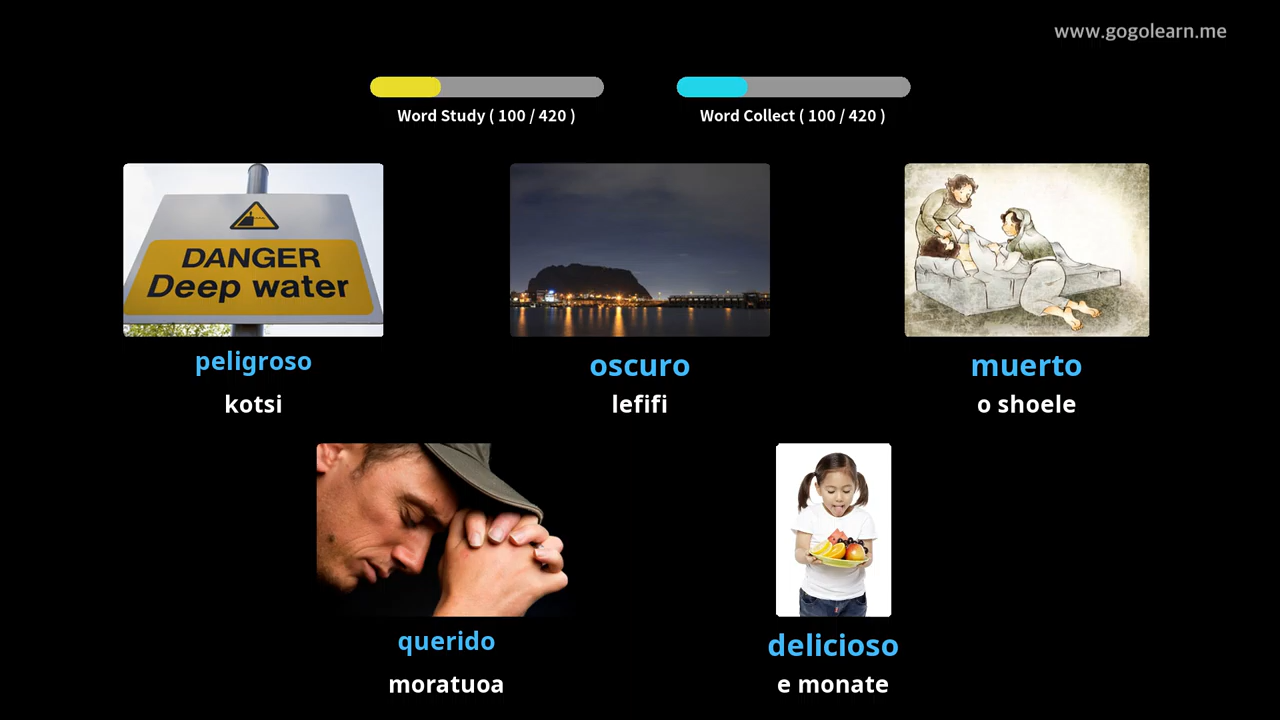 www.gogolearn.me
Word Study ( 100 / 420 )
Word Collect ( 100 / 420 )
DANGER
Deep water
peligroso
oscuro
muerto
kotsi
lefifi
o shoele
querido
delicioso
moratuoa
e monate